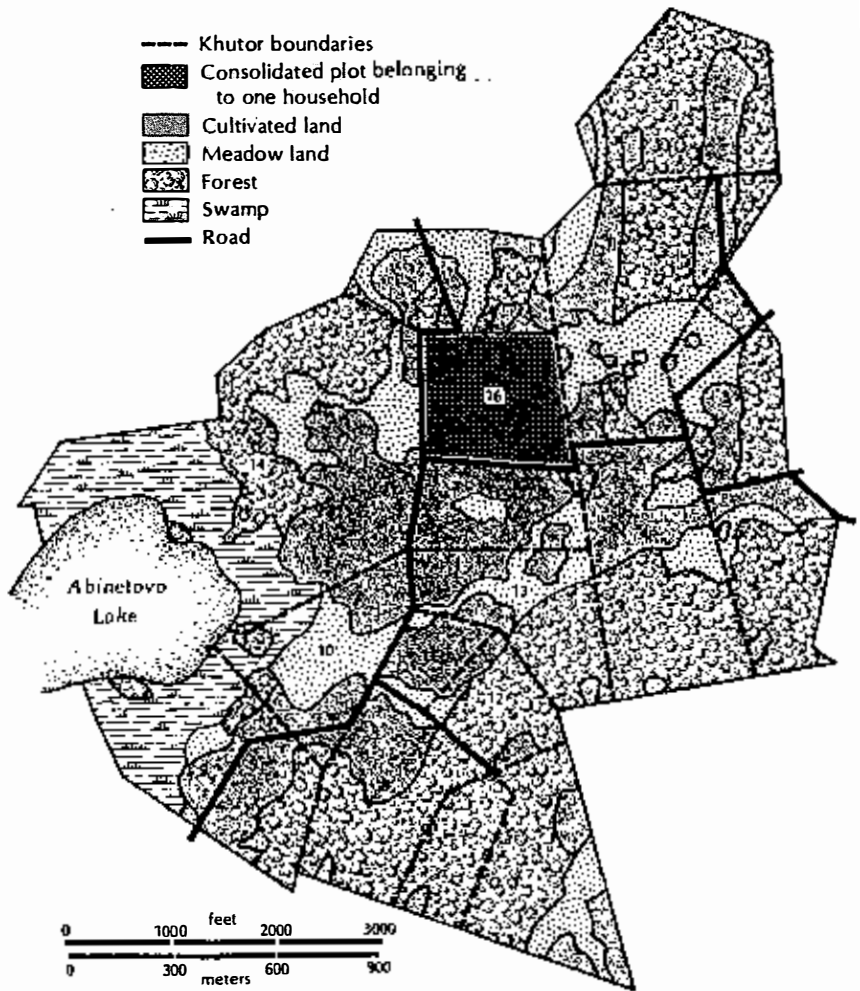 Khutor boundaries
Consolidated plot belonging
to one household
Cultivated land
Meadow land
Forest
Swamp
Road
16
14
Abinetovo
Lake
13
10
feet
0 1000 2000 3000
0 300 600 900
meters